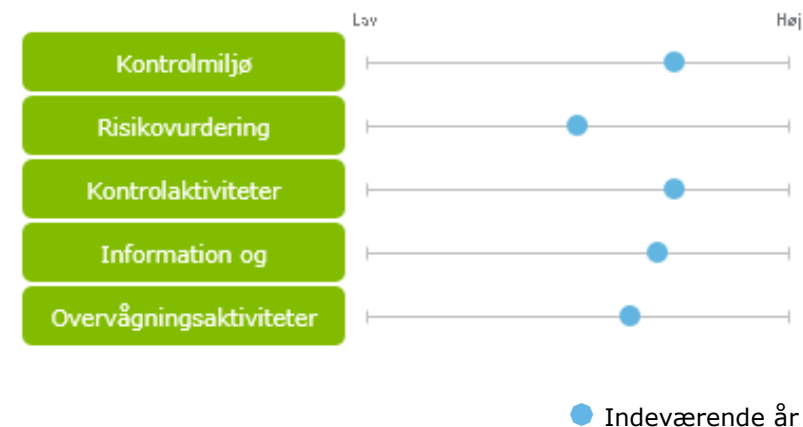 Lav Høj
Kontrolmiljø
Risikovurdering
Kontrolaktiviteter
Information og
Overvågningsaktiviteter
Indeværende år